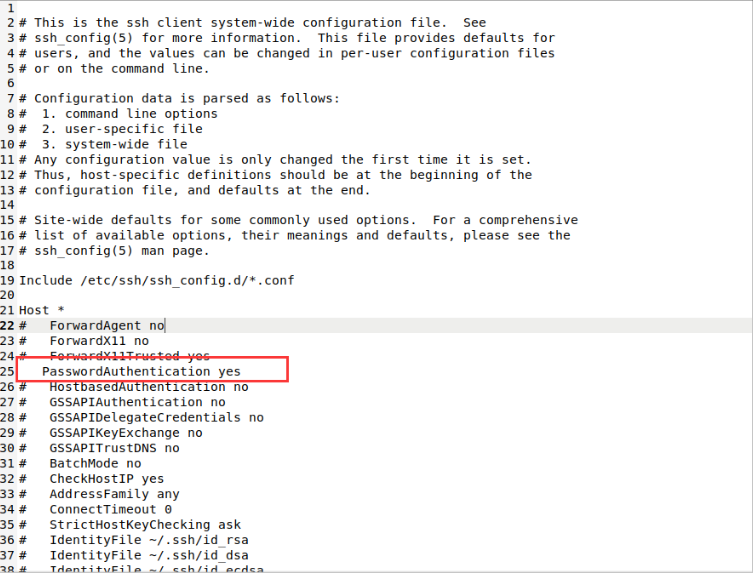 1
2 # This is the ssh client system-wide configuration file.  See
3 # ssh_config(5) for more information.  This file provides defaults for
4 # users, and the values can be changed in per-user configuration files
5 # or on the command line.
6
7 # Configuration data is parsed as follows:
8 #  1. command line options
9 #  2. user-specific file
10 #  3. system-wide file
11 # Any configuration value is only changed the first time it is set.
12 # Thus, host-specific definitions should be at the beginning of the
13 # configuration file, and defaults at the end.
14
15 # Site-wide defaults for some commonly used options.  For a comprehensive
16 # list of available options, their meanings and defaults, please see the
17 # ssh_config(5) man page.
18
19 Include /etc/ssh/ssh_config.d/*.conf
20
21 Host *
22 #   ForwardAgent no
23 #   ForwardX11 no
24 #   ForwardX11Trusted yes
25    PasswordAuthentication yes
26 #   HostbasedAuthentication no
27 #   GSSAPIAuthentication no
28 #   GSSAPIDelegateCredentials no
29 #   GSSAPIKeyExchange no
30 #   GSSAPITrustDNS no
31 #   BatchMode no
32 #   CheckHostIP yes
33 #   AddressFamily any
34 #   ConnectTimeout 0
35 #   StrictHostKeyChecking ask
36 #   IdentityFile ~/.ssh/id_rsa
37 #   IdentityFile ~/.ssh/id_dsa
38 #   IdentityFile ~/.ssh/id_ecdsa